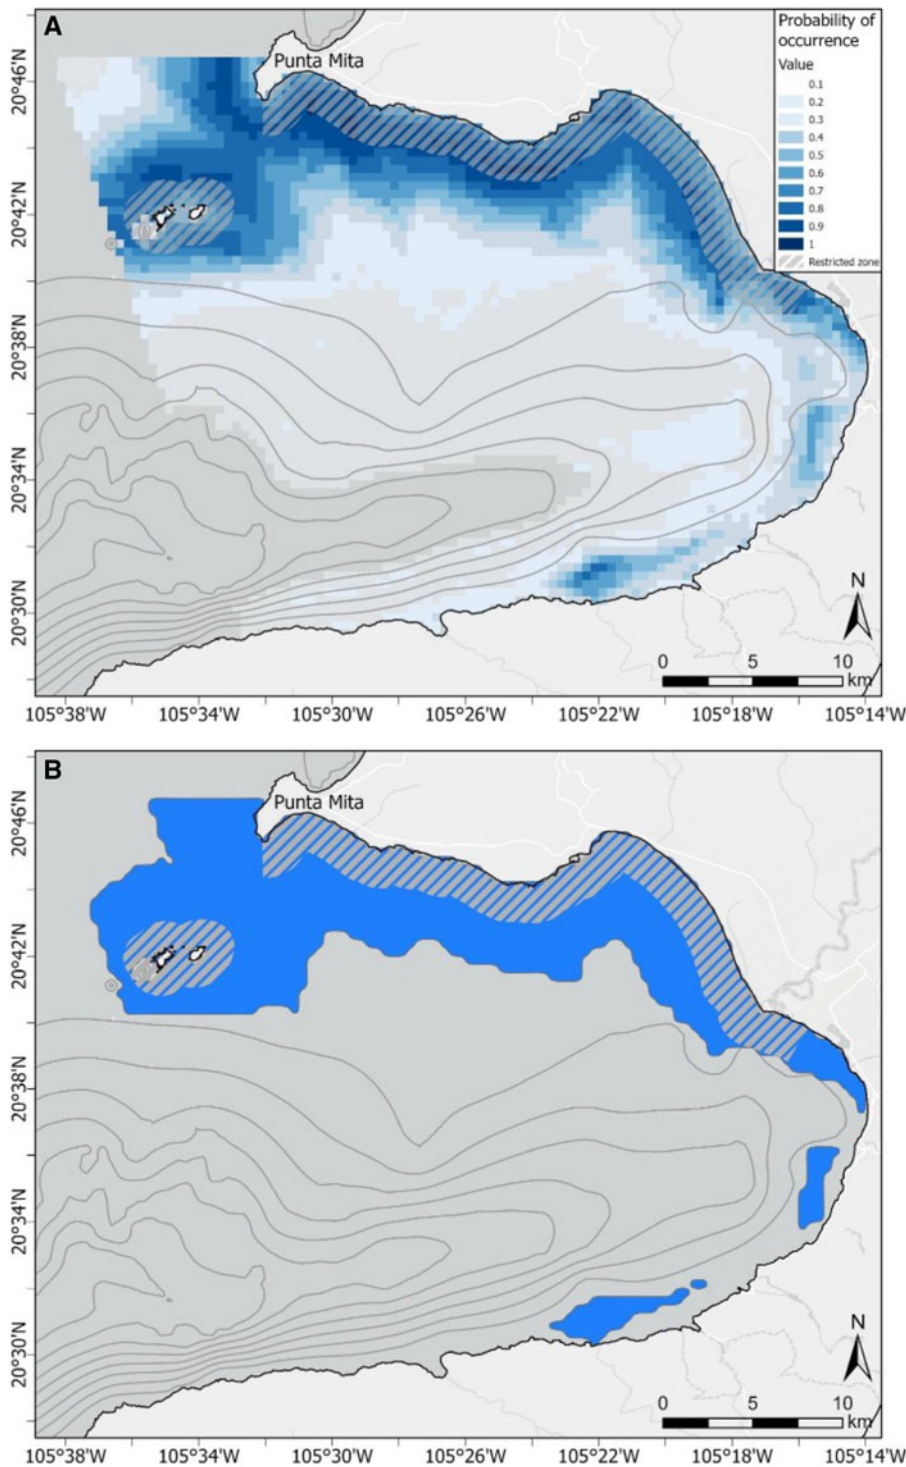 A
Punta Mita
Probability of
occurrence
Value
0.1
0.2
0.3
0.4
0.5
0.6
0.7
0.8
0.9
1
Restricted zone
20°46'N
20°42'N
20°38'N
20°34'N
20°30'N
N
0 5 10
km
105°38'W 105°34'W 105°30'W 105°26'W 105°22'W 105°18'W 105°14'W
B
Punta Mita
20°46'N
20°42'N
20°38'N
20°34'N
20°30'N
N
0 5 10
km
105°38'W 105°34'W 105°30'W 105°26'W 105°22'W 105°18'W 105°14'W